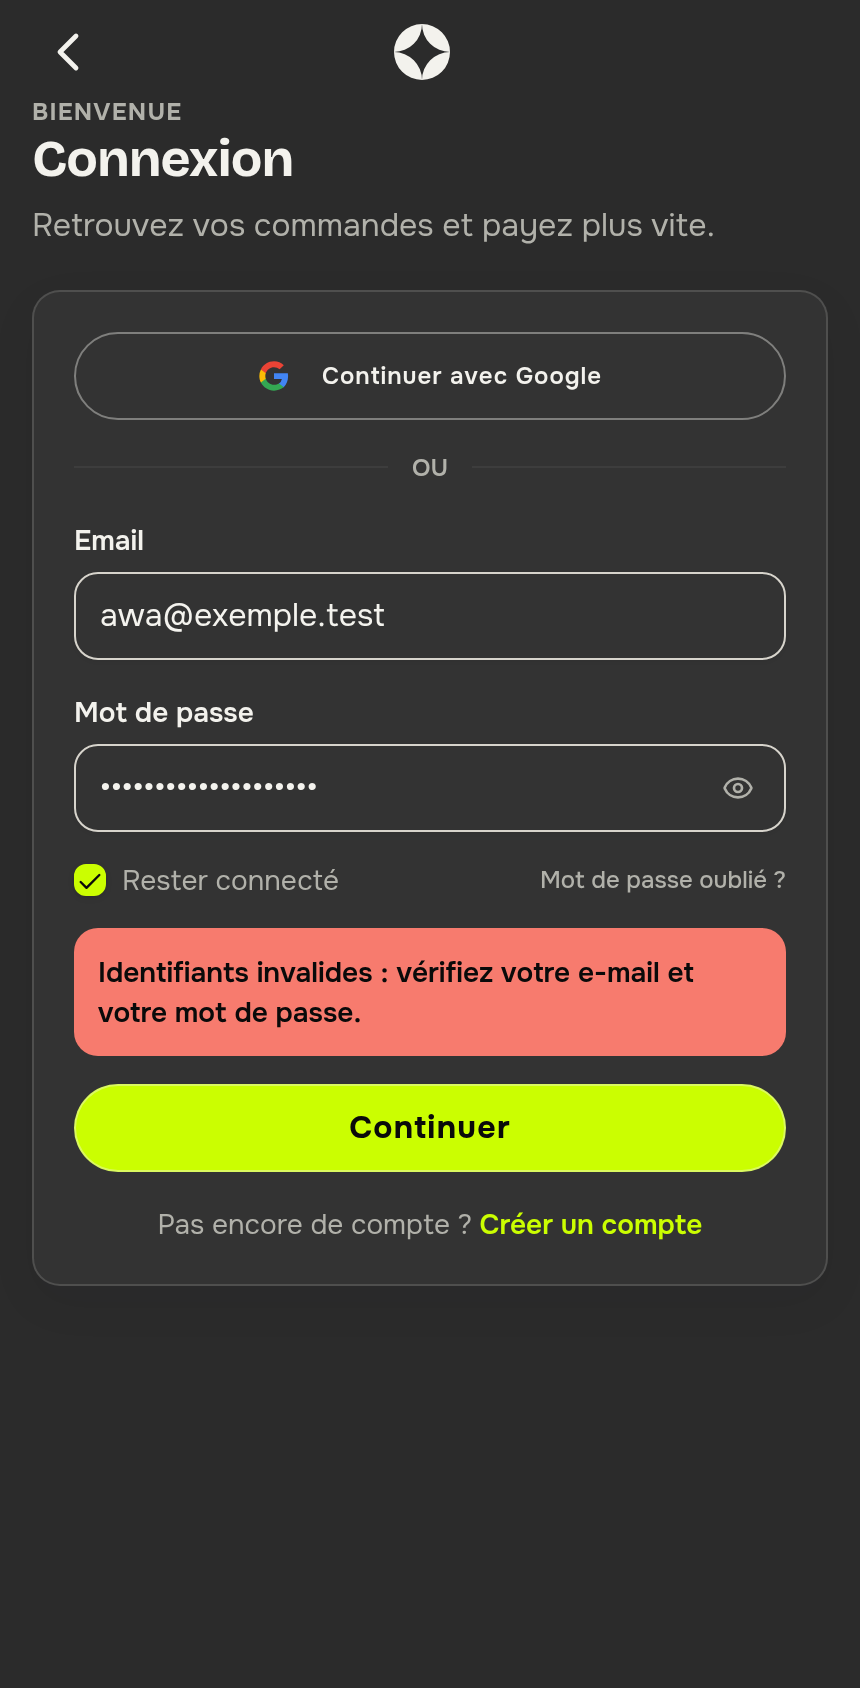 BIENVENUE
Connexion
Retrouvez vos commandes et payez plus vite.
Continuer avec Google
OU
Email
awa@exemple.test
Mot de passe
••••••••••••••••••••
Rester connecté
Mot de passe oublié ?
Identifiants invalides : vérifiez votre e-mail et
votre mot de passe.
Continuer
Pas encore de compte ? Créer un compte